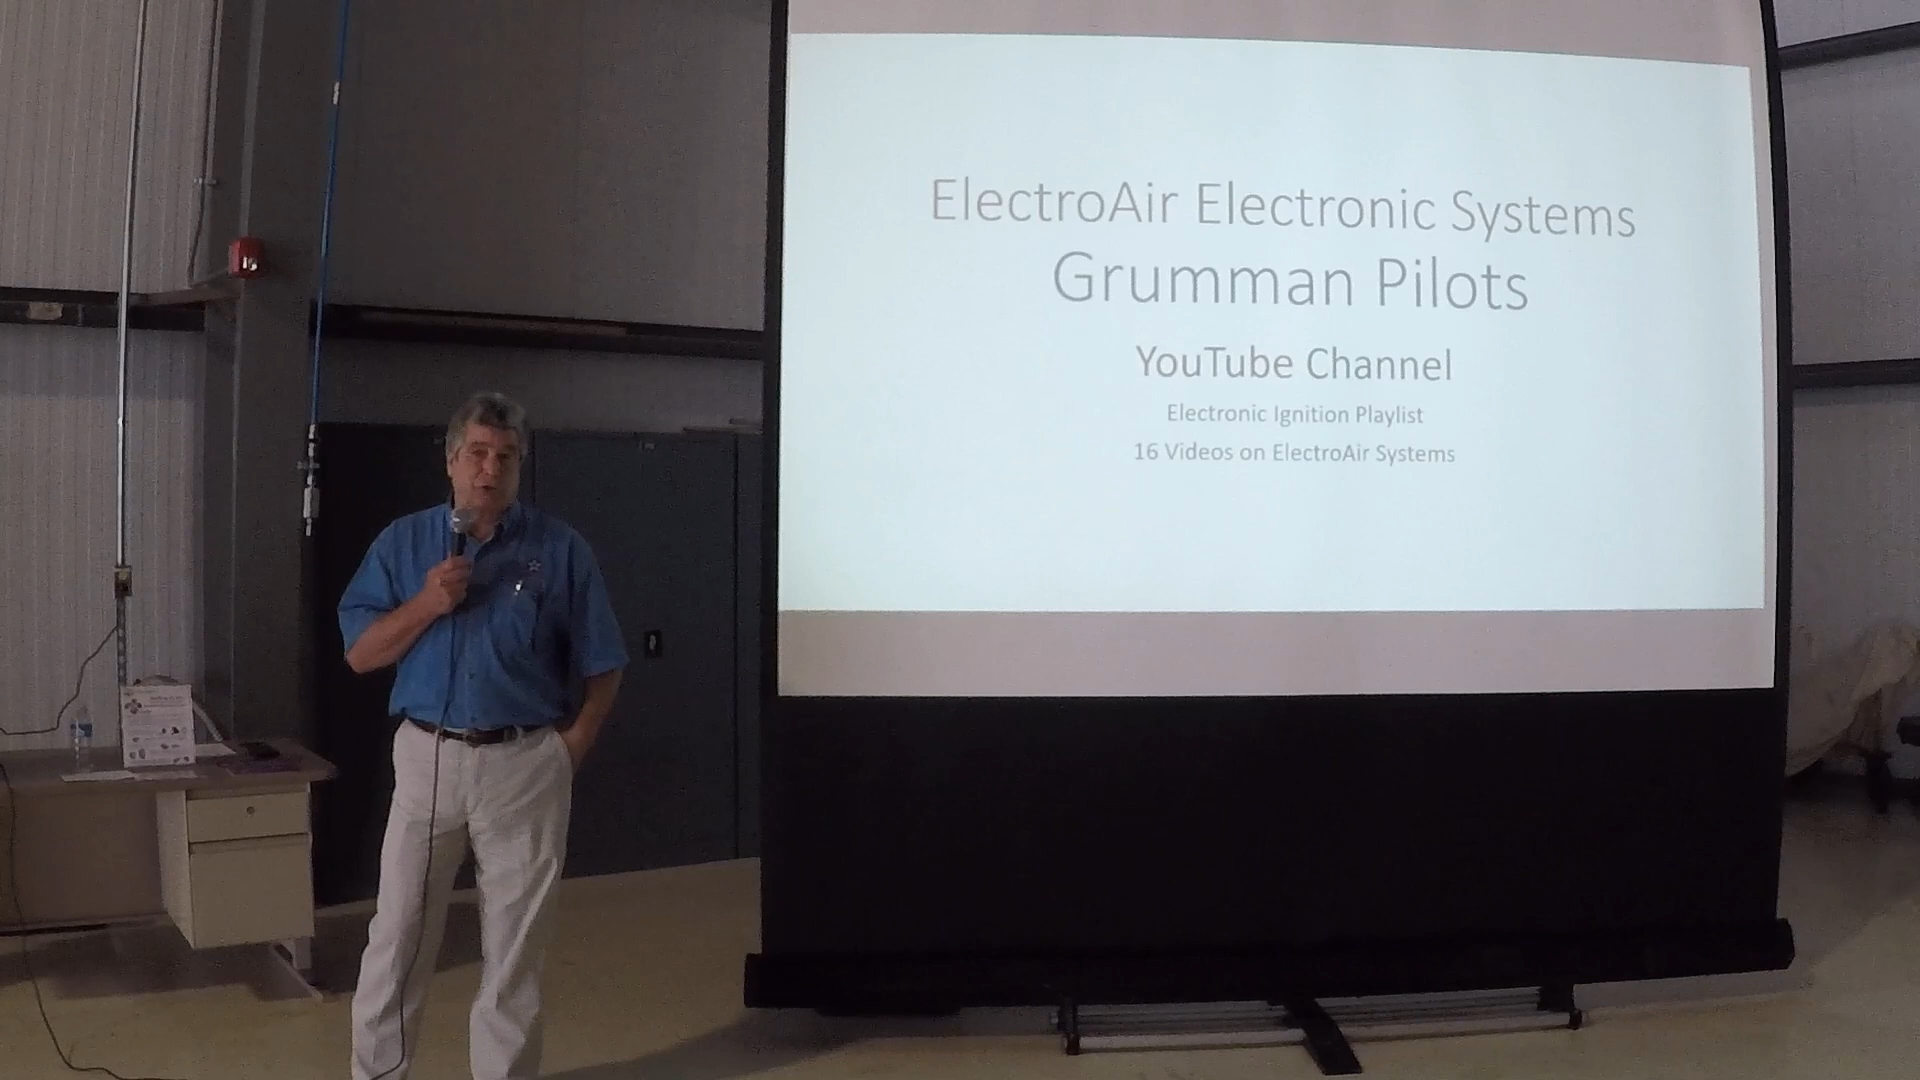 ElectroAir Electronic Systems
Grumman Pilots
YouTube Channel
Electronic Ignition Playlist
16 Videos on ElectroAir Systems